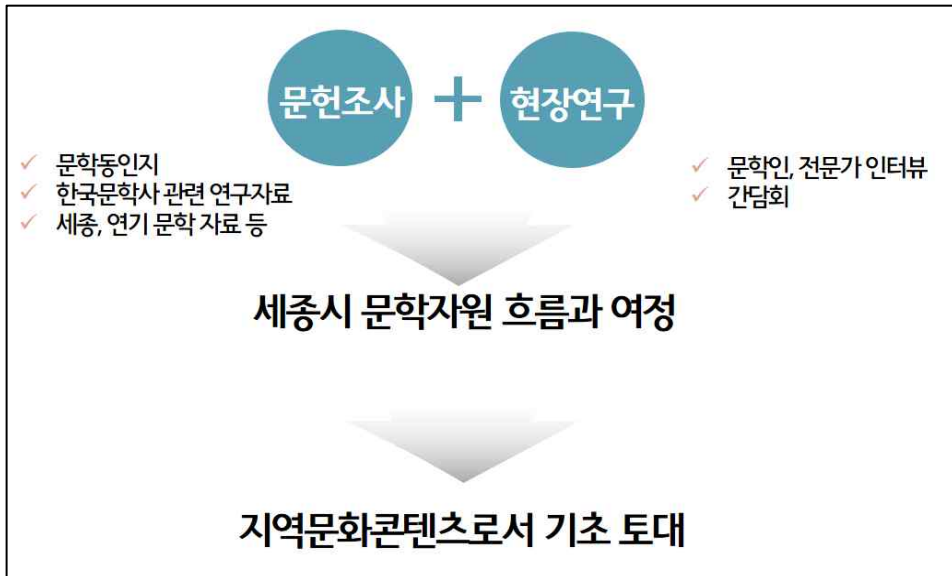 문헌조사 + 현장연구
✓ 문학동인지
✓ 한국문학사 관련 연구자료
✓ 세종, 연기 문학 자료 등
✓ 문학인, 전문가 인터뷰
✓ 간담회
세종시 문학자원 흐름과 여정
지역문화콘텐츠로서 기초 토대